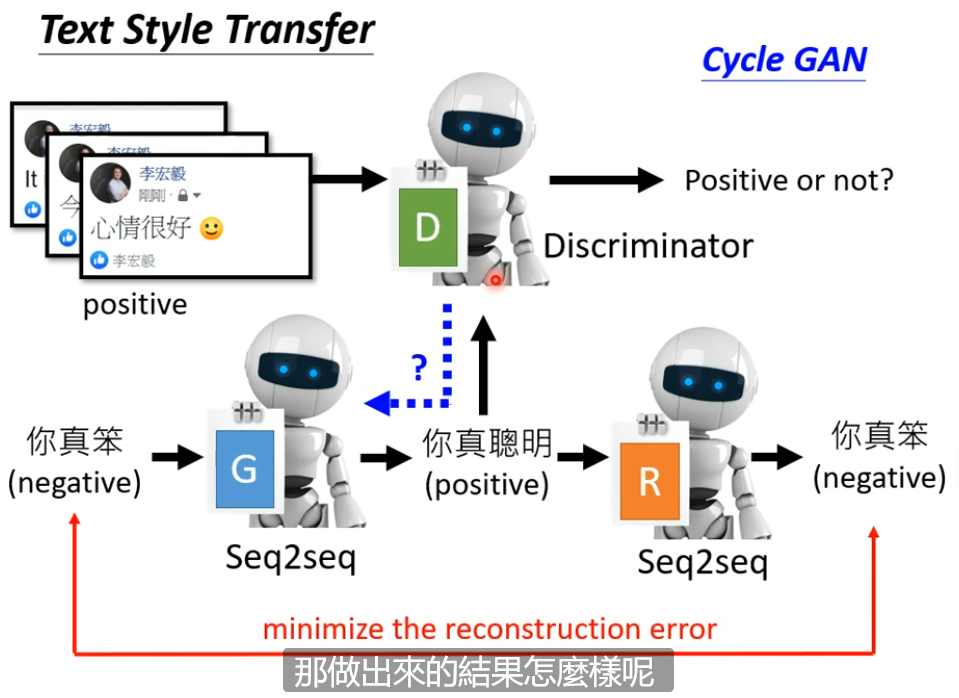 Text Style Transfer
Cycle GAN
李宏毅
李宏毅
It
今
李宏毅
剛剛
心情很好
李宏毅
positive
D
Discriminator
Positive or not?
?
你真笨
(negative)
G
Seq2seq
你真聰明
(positive)
R
Seq2seq
你真笨
(negative)
minimize the reconstruction error
那做出來的結果怎麼樣呢